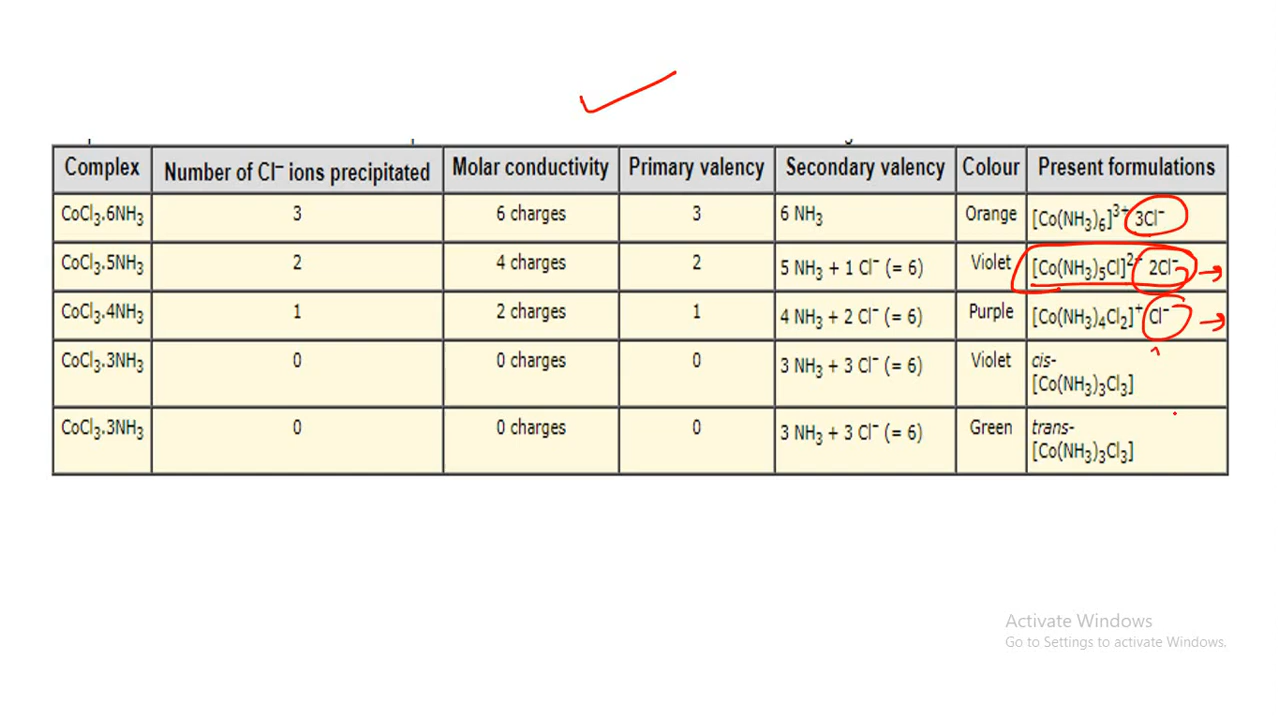 Complex Number of Cl⁻ ions precipitated Molar conductivity Primary valency Secondary valency Colour Present formulations
CoCl₃.6NH₃ 3 6 charges 3 6 NH₃ Orange [Co(NH₃)₆]³⁺ 3Cl⁻
CoCl₃.5NH₃ 2 4 charges 2 5 NH₃ + 1 Cl⁻ (= 6) Violet [Co(NH₃)₅Cl]²⁺ 2Cl⁻
CoCl₃.4NH₃ 1 2 charges 1 4 NH₃ + 2 Cl⁻ (= 6) Purple [Co(NH₃)₄Cl₂]⁺ Cl⁻
CoCl₃.3NH₃ 0 0 charges 0 3 NH₃ + 3 Cl⁻ (= 6) Violet cis-
[Co(NH₃)₃Cl₃]
CoCl₃.3NH₃ 0 0 charges 0 3 NH₃ + 3 Cl⁻ (= 6) Green trans-
[Co(NH₃)₃Cl₃]
Activate Windows
Go to Settings to activate Windows.